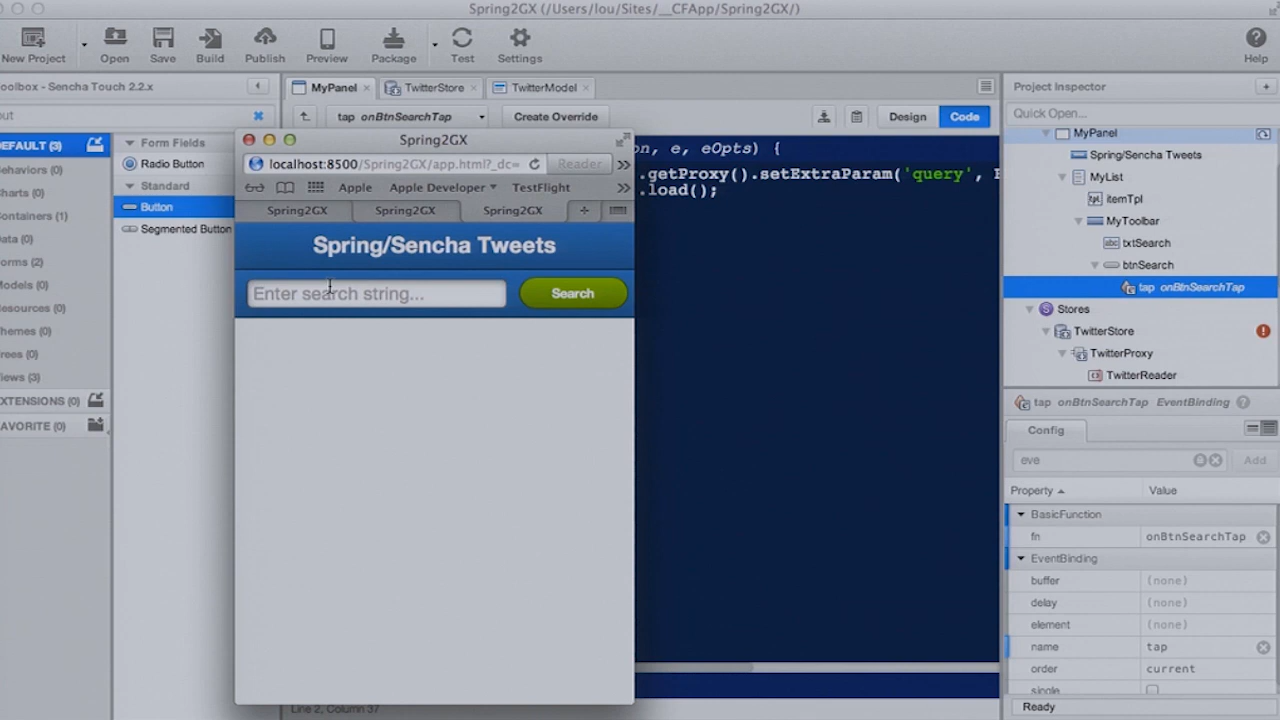 Spring2GX (/Users/lou/Sites/__CFApp/Spring2GX/)
New Project
Open
Save
Build
Publish
Preview
Package
Test
Settings
Help
oolbox - Sencha Touch 2.2.x
out
DEFAULT (3)
Behaviors (0)
Charts (0)
Containers (1)
Data (0)
Forms (2)
Models (0)
Resources (0)
Themes (0)
Trees (0)
Views (3)
EXTENSIONS (0)
FAVORITE (0)
Form Fields
Radio Button
Standard
Button
Segmented Button
MyPanel
TwitterStore
TwitterModel
tap onBtnSearchTap
Create Override
Design
Code
on, e, eOpts) {
.getProxy().setExtraParam('query',
.load();
Line 2, Column 37
Spring2GX
localhost:8500/Spring2GX/app.html?_dc=
Reader
Apple
Apple Developer
TestFlight
Spring2GX
Spring2GX
Spring2GX
Spring/Sencha Tweets
Enter search string...
Search
Project Inspector
Quick Open...
MyPanel
Spring/Sencha Tweets
MyList
itemTpl
MyToolbar
abc txtSearch
btnSearch
tap onBtnSearchTap
S Stores
TwitterStore
TwitterProxy
TwitterReader
tap onBtnSearchTap EventBinding
Config
eve
Add
Property Value
BasicFunction
fn onBtnSearchTap
EventBinding
buffer (none)
delay (none)
element (none)
name tap
order current
single
Ready